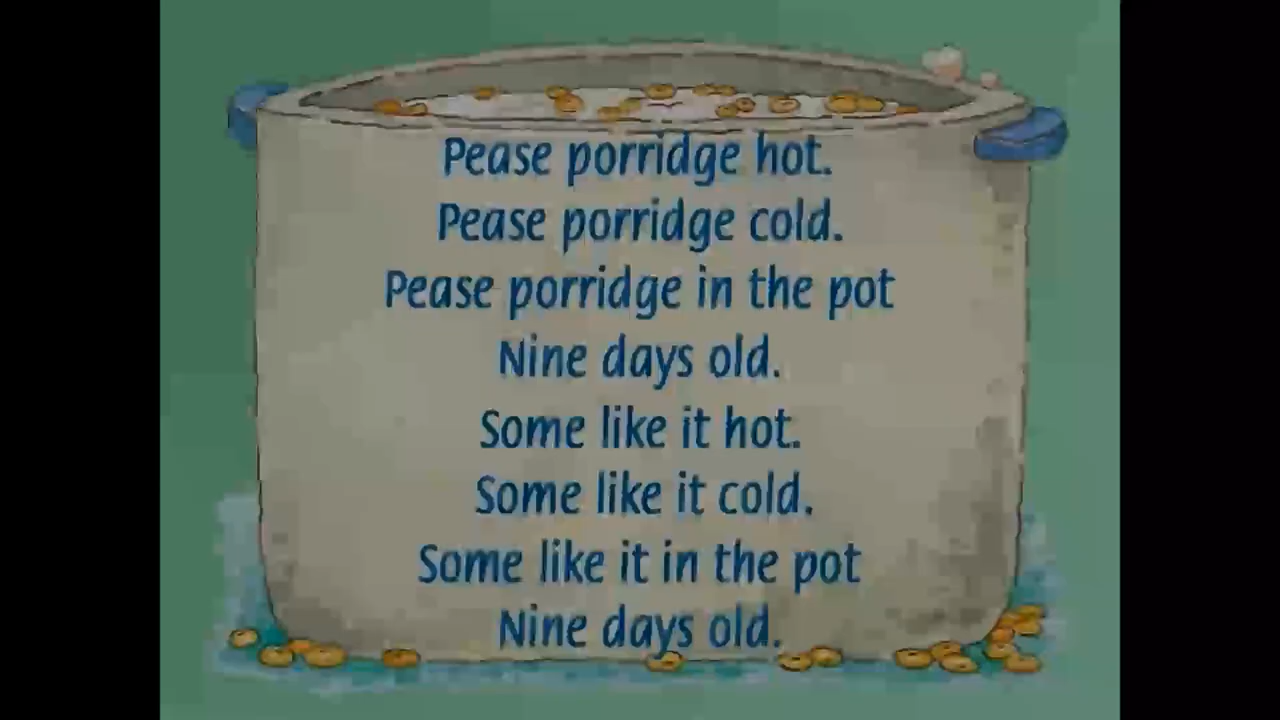 Pease porridge hot.
Pease porridge cold.
Pease porridge in the pot
Nine days old.
Some like it hot.
Some like it cold.
Some like it in the pot
Nine days old.